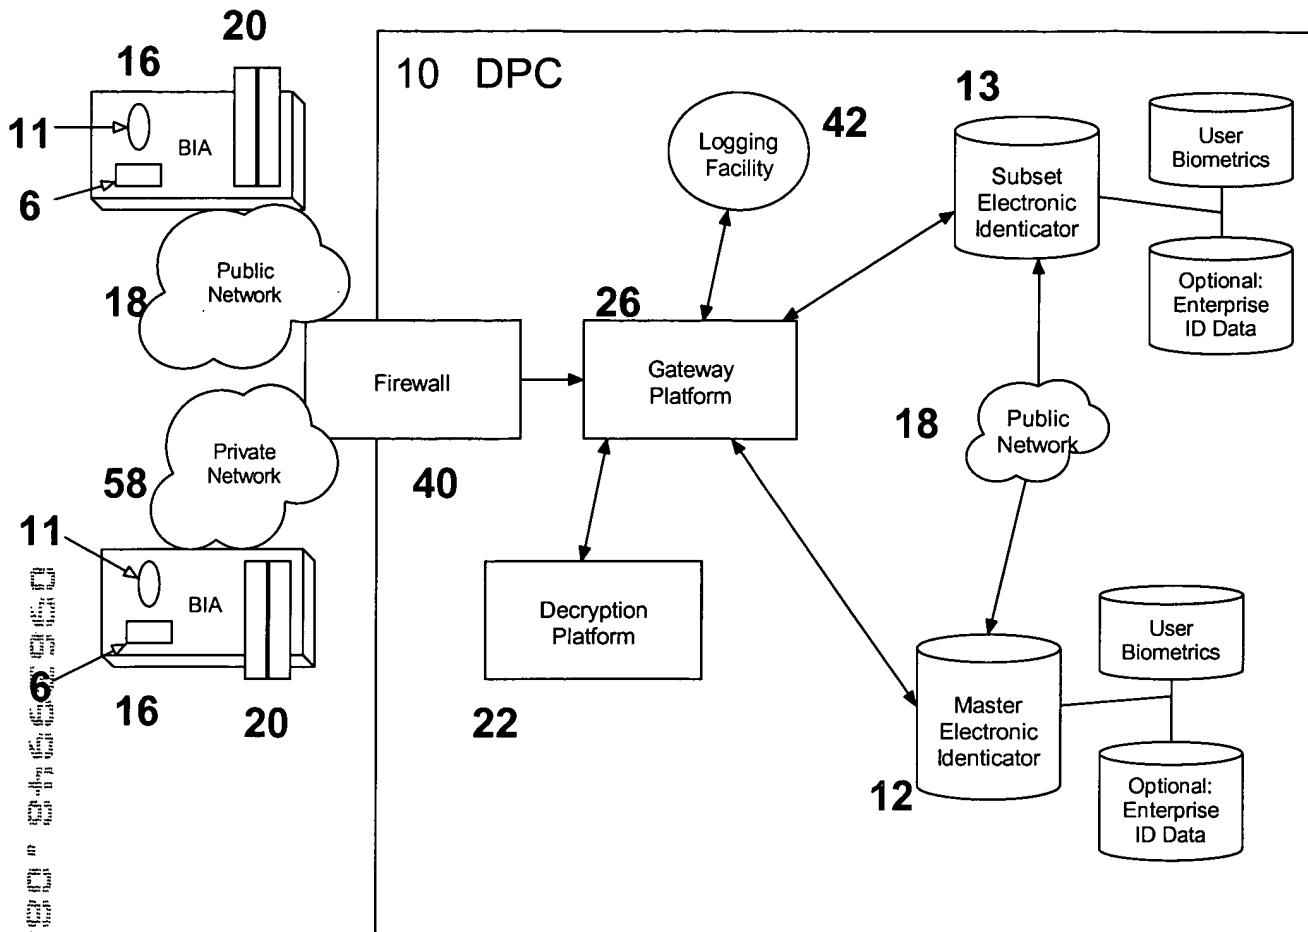 20
16
10 DPC
11
BIA
6
13
42
Logging
Facility
Subset
Electronic
Identicator
User
Biometrics
Optional:
Enterprise
ID Data
Public
Network
18
26
Firewall
Gateway
Platform
40
Private
Network
58
18
Public
Network
11
BIA
6
16
20
Decryption
Platform
22
Master
Electronic
Identicator
12
User
Biometrics
Optional:
Enterprise
ID Data